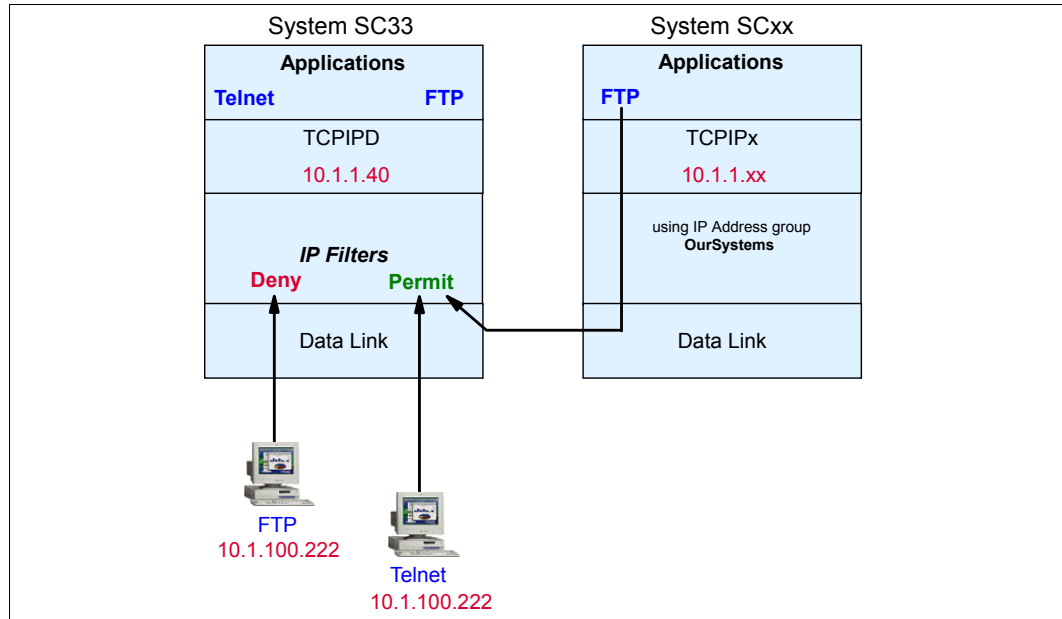 System SC33
Applications
Telnet
FTP
TCPIPD
10.1.1.40
IP Filters
Deny
Permit
Data Link
System SCxx
Applications
FTP
TCPIPx
10.1.1.xx
using IP Address group
OurSystems
Data Link
FTP
10.1.100.222
Telnet
10.1.100.222